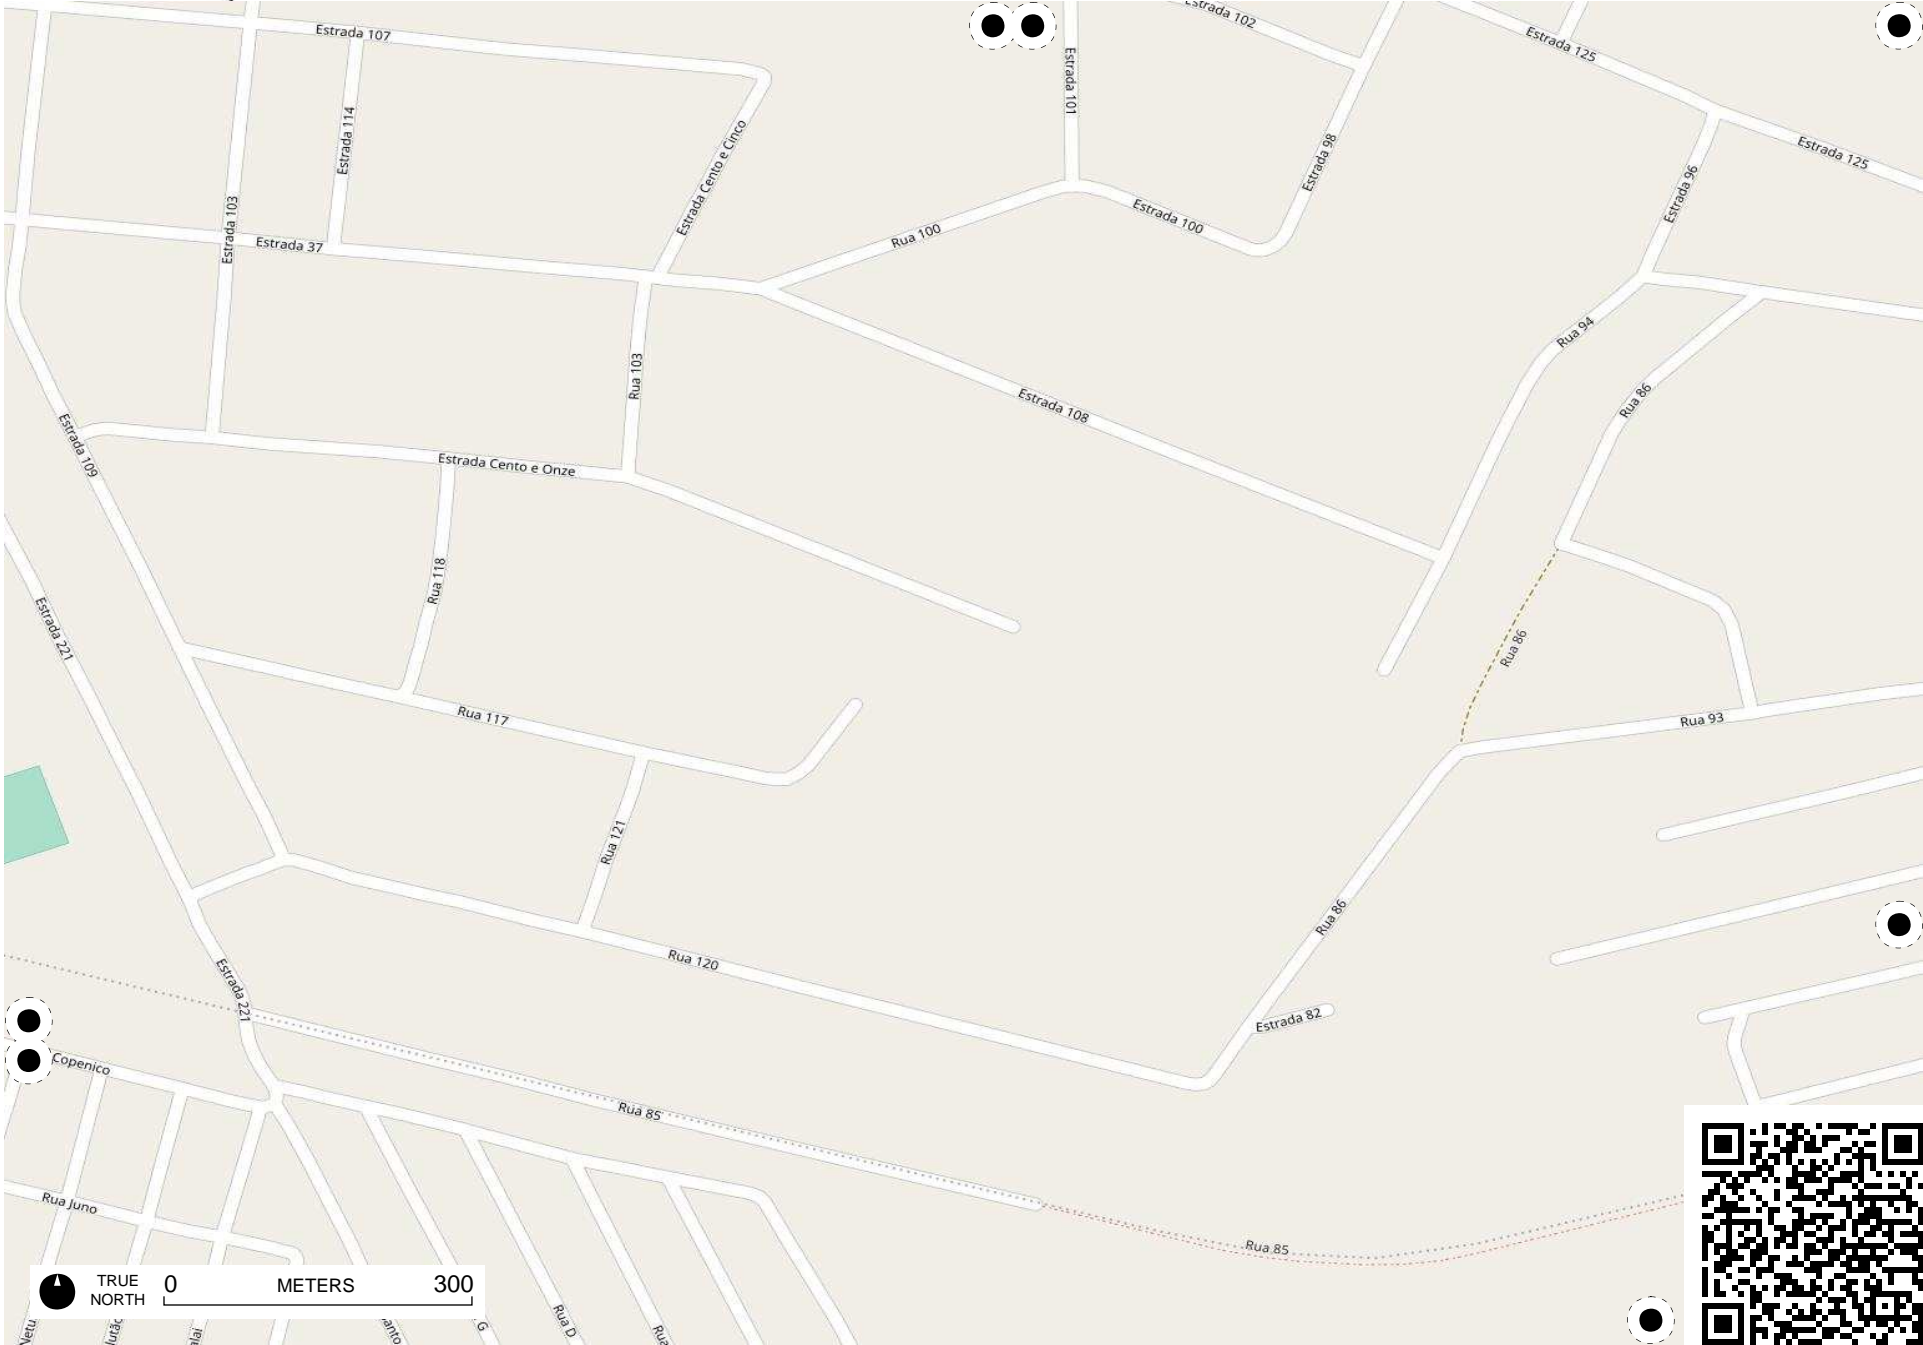 Estrada 107
Estrada 102
Estrada 125
Estrada 101
Estrada 114
Estrada Cento e Cinco
Estrada 98
Estrada 125
Estrada 96
Estrada 103
Estrada 37
Rua 100
Estrada 100
Rua 94
Rua 103
Rua 86
Estrada 108
Estrada 109
Estrada Cento e Onze
Rua 118
Estrada 221
Rua 86
Rua 117
Rua 93
Rua 121
Rua 86
Rua 120
Estrada 221
Estrada 82
Copenico
Rua 85
Rua Juno
Rua 85
TRUE
NORTH
0 METERS 300
G
Rua D
Rua